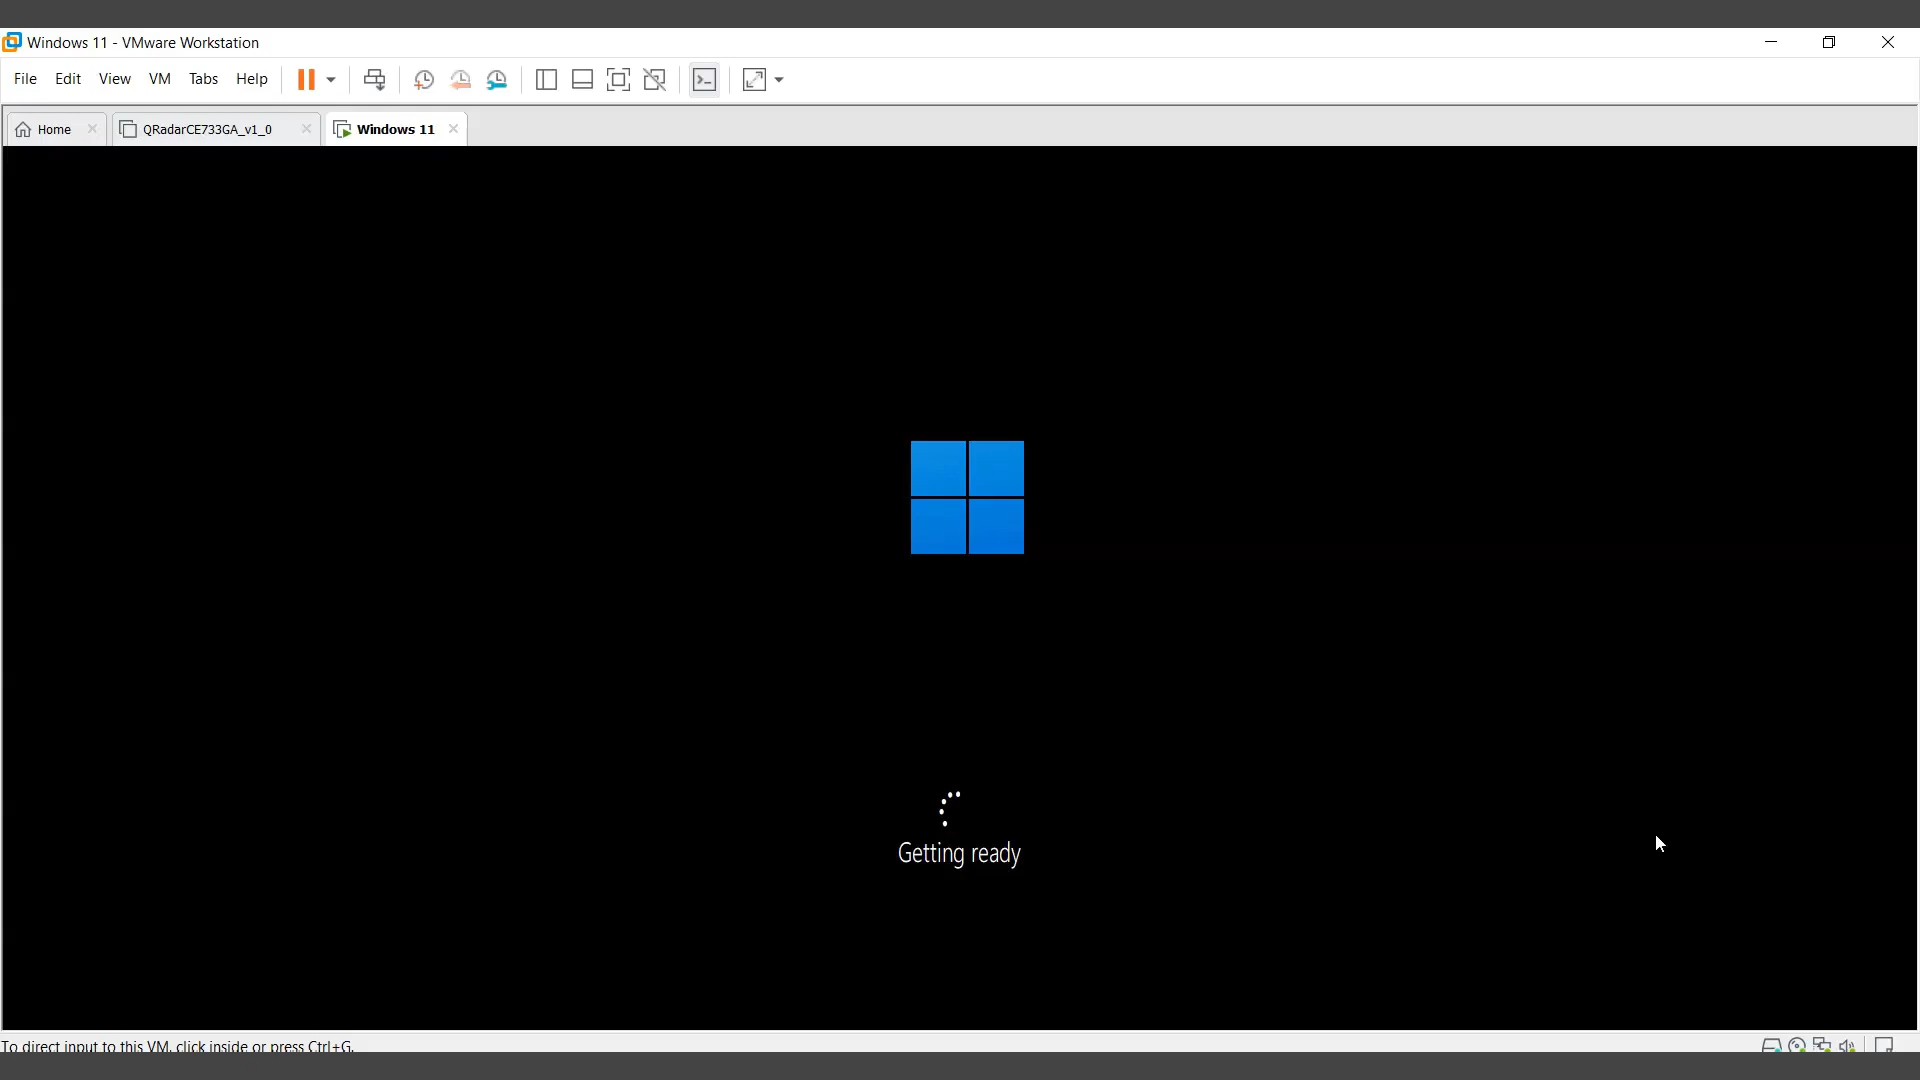 Windows 11 - VMware Workstation
File Edit View VM Tabs Help
Home QRadarCE733GA_v1_0 Windows 11
Getting ready
To direct input to this VM, click inside or press Ctrl+G.